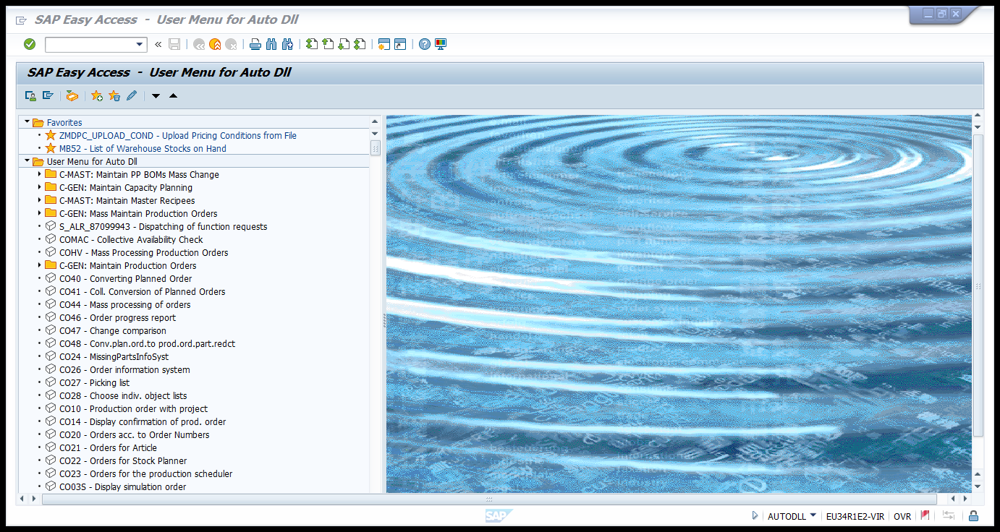 SAP Easy Access - User Menu for Auto Dll
SAP Easy Access - User Menu for Auto Dll
Favorites
ZMDPC_UPLOAD_COND - Upload Pricing Conditions from File
MB52 - List of Warehouse Stocks on Hand
User Menu for Auto Dll
C-MAST: Maintain PP BOMs Mass Change
C-GEN: Maintain Capacity Planning
C-MAST: Maintain Master Recipees
C-GEN: Mass Maintain Production Orders
S_ALR_87099943 - Dispatching of function requests
COMAC - Collective Availability Check
COHV - Mass Processing Production Orders
C-GEN: Maintain Production Orders
CO40 - Converting Planned Order
CO41 - Coll. Conversion of Planned Orders
CO44 - Mass processing of orders
CO46 - Order progress report
CO47 - Change comparison
CO48 - Conv.plan.ord.to prod.ord.part.redct
CO24 - MissingPartsInfoSyst
CO26 - Order information system
CO27 - Picking list
CO28 - Choose indiv. object lists
CO10 - Production order with project
CO14 - Display confirmation of prod. order
CO20 - Orders acc. to Order Numbers
CO21 - Orders for Article
CO22 - Orders for Stock Planner
CO23 - Orders for the production scheduler
CO03S - Display simulation order
workflow
inventory
change order
SAP
AUTODLL
EU34R1E2-VIR
OVR